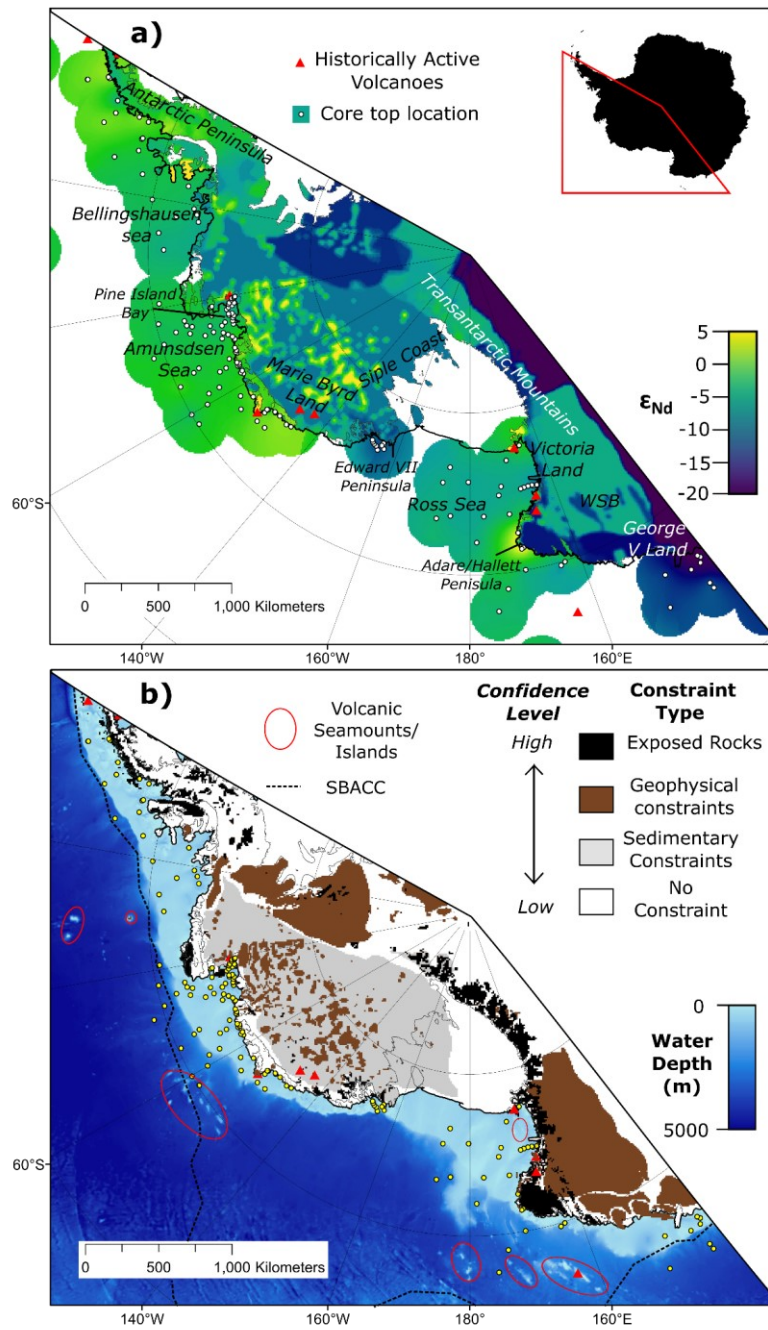 a)
Historically Active
Volcanoes
Core top location
Antarctic Peninsula
Bellingshausen
sea
Pine Island
Bay
Amunsdsen
Sea
Marie Byrd
Land
Siple Coast
Transantarctic Mountains
Edward VII
Peninsula
Ross Sea
Victoria
Land
WSB
George
V Land
Adare/Hallett
Penisula
εNd
5
0
-5
-10
-15
-20
60°S
0 500 1,000 Kilometers
140°W 160°W 180° 160°E
b)
Volcanic
Seamounts/
Islands
SBACC
Confidence
Level
High
Low
Constraint
Type
Exposed Rocks
Geophysical
constraints
Sedimentary
Constraints
No
Constraint
0
Water
Depth
(m)
5000
60°S
0 500 1,000 Kilometers
140°W 160°W 180° 160°E